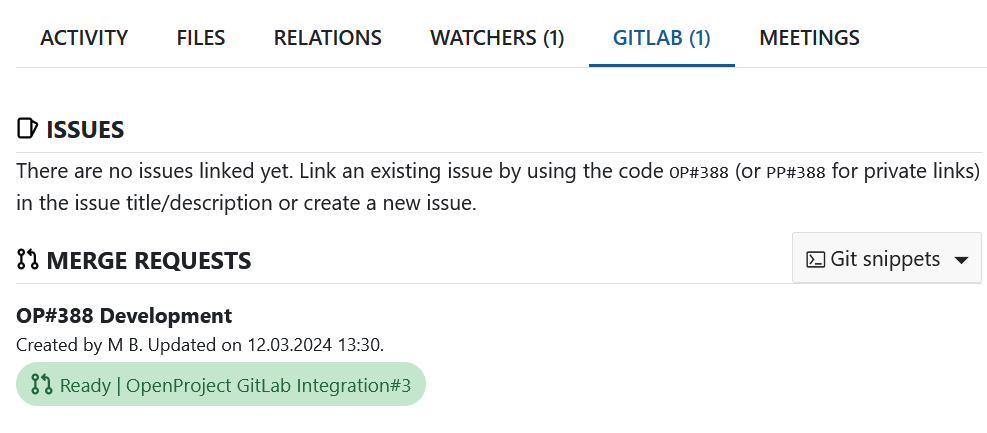 ACTIVITY FILES RELATIONS WATCHERS (1) GITLAB (1) MEETINGS
ISSUES
There are no issues linked yet. Link an existing issue by using the code OP#388 (or PP#388 for private links)
in the issue title/description or create a new issue.
MERGE REQUESTS
Git snippets
OP#388 Development
Created by M B. Updated on 12.03.2024 13:30.
Ready | OpenProject GitLab Integration#3